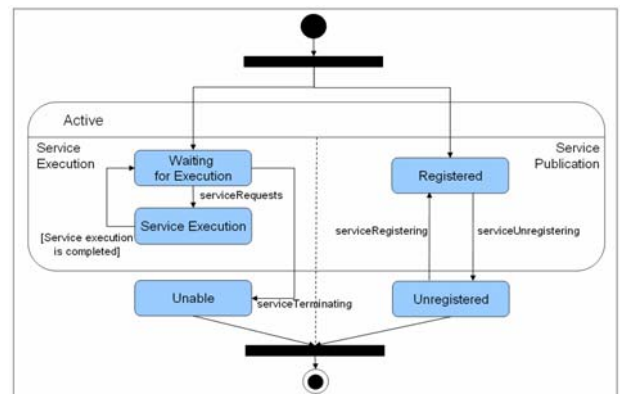 Active
Service
Execution
Service
Publication
Waiting
for Execution
Registered
serviceRequests
Service Execution
serviceRegistering
serviceUnregistering
[Service execution
is completed]
Unable
serviceTerminating
Unregistered